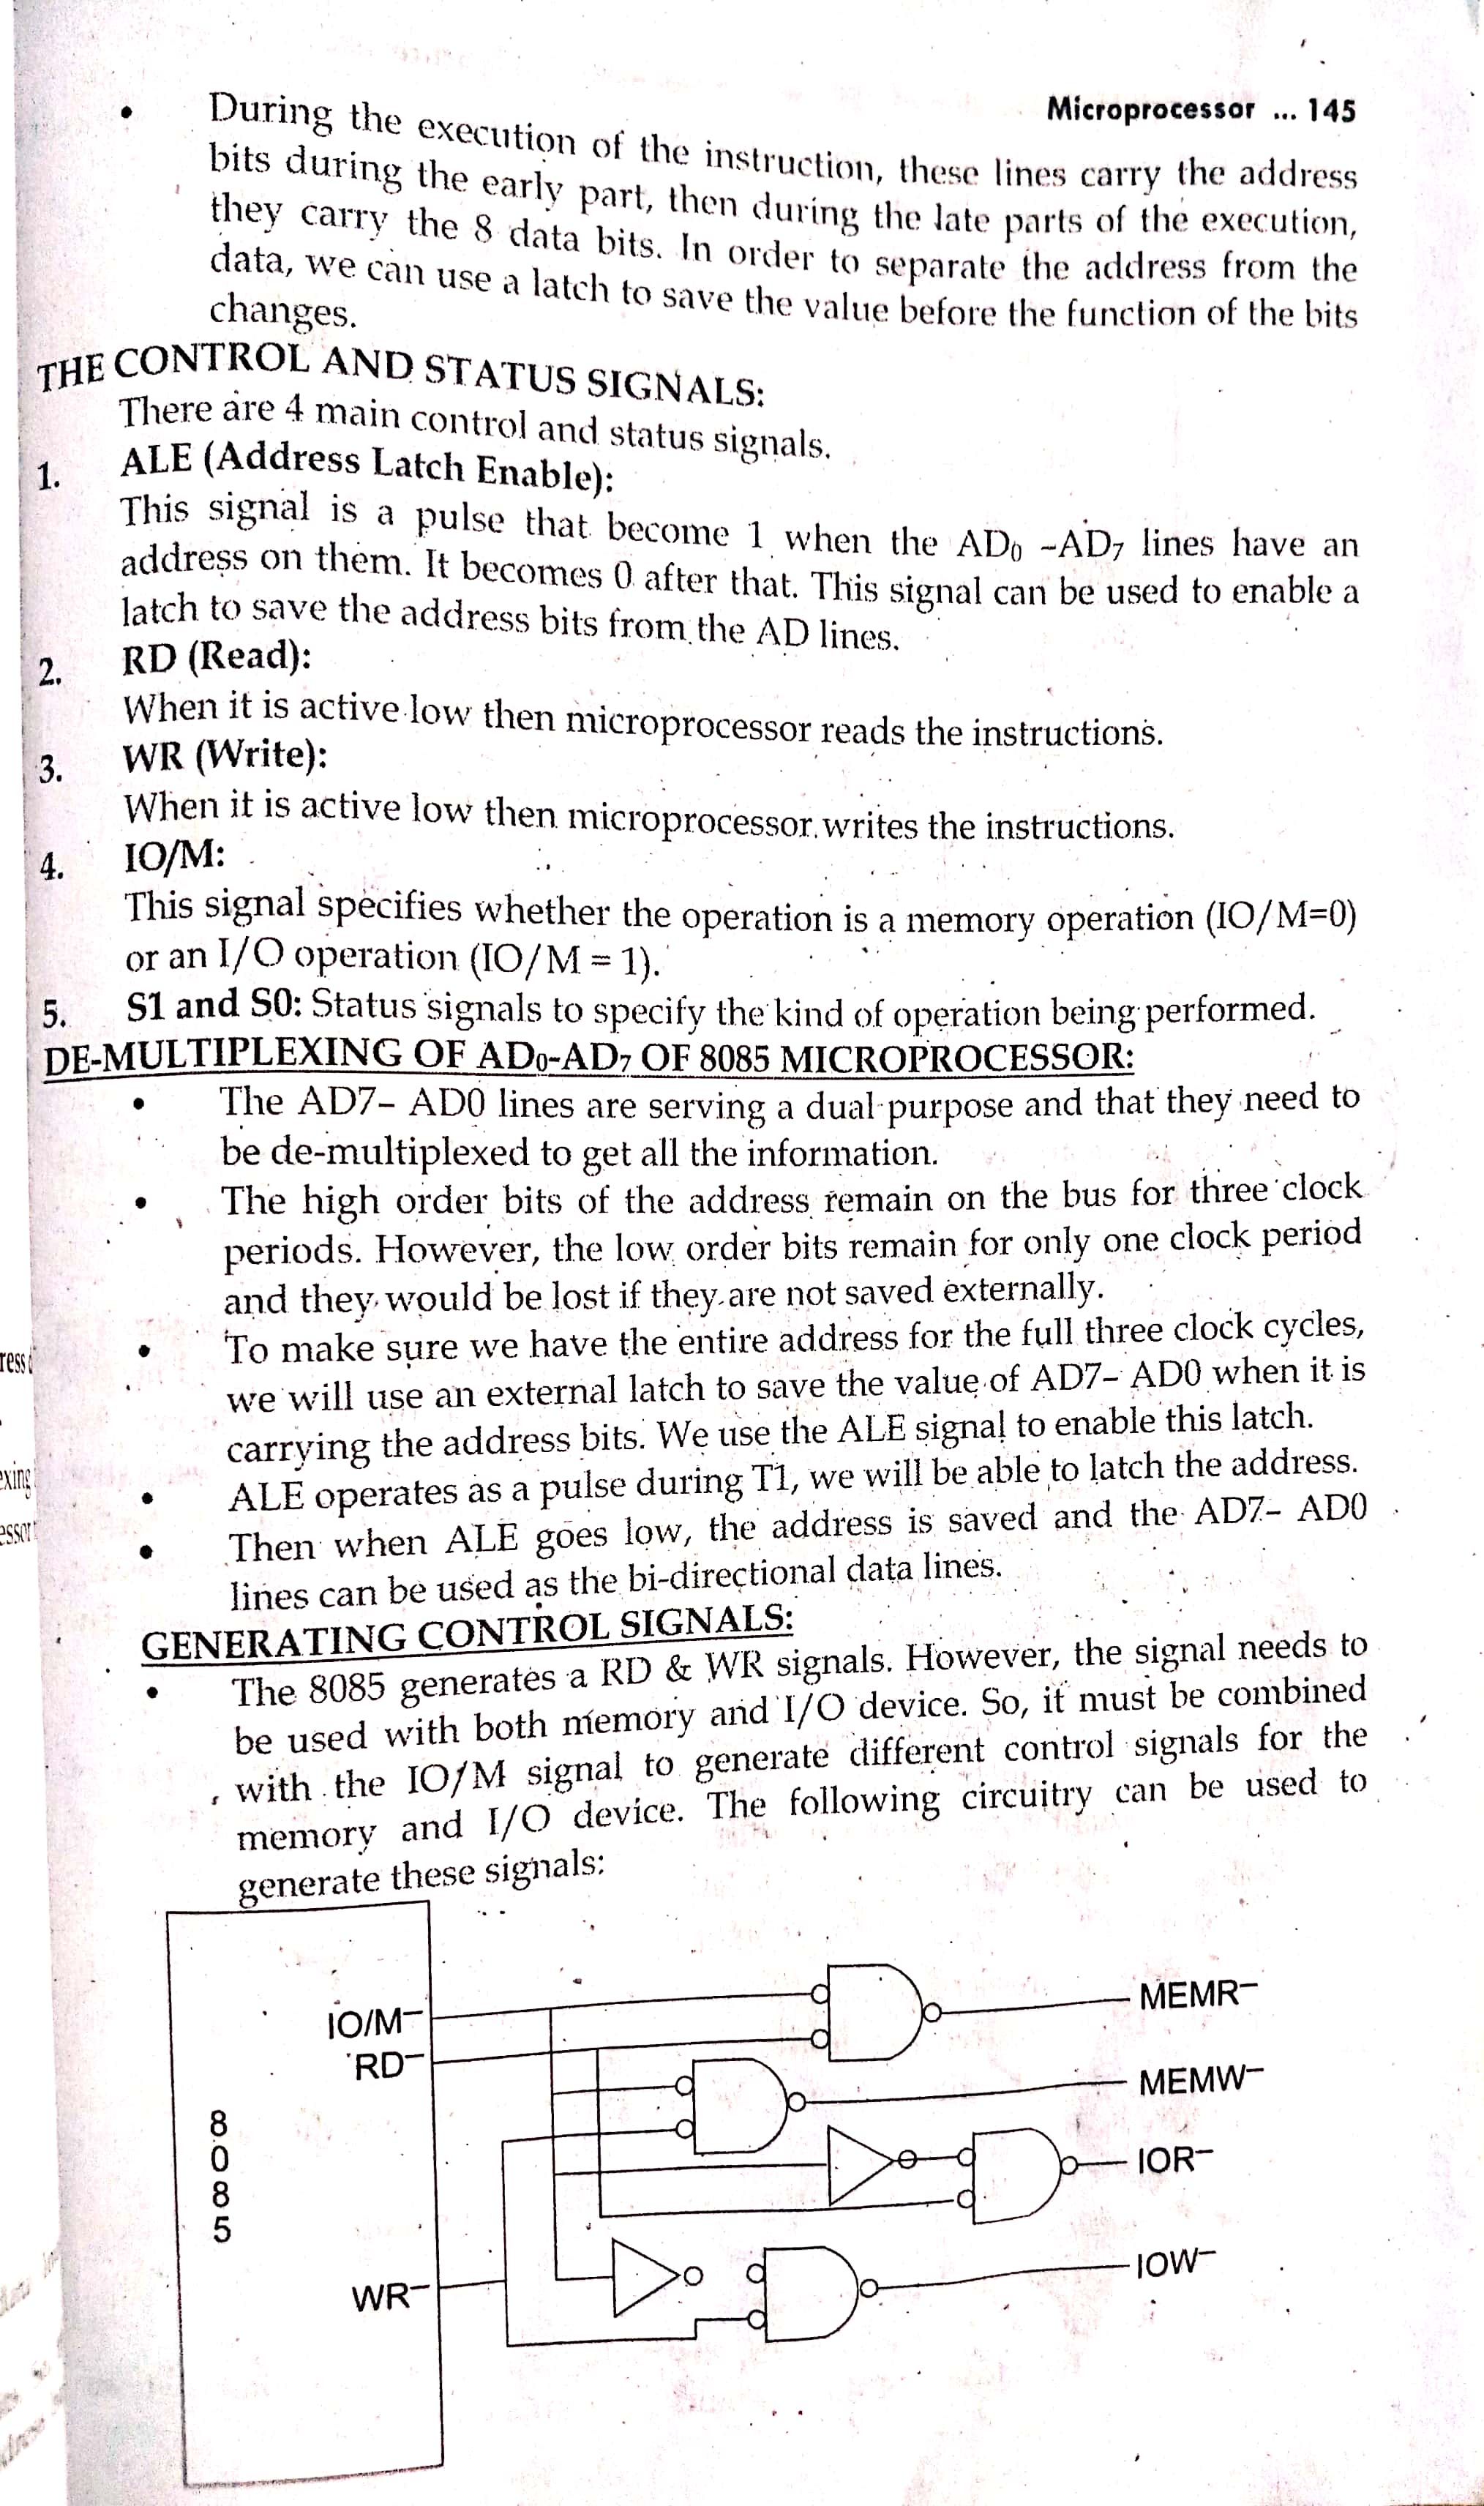 Microprocessor ... 145
• During the execution of the instruction, these lines carry the address
bits during the early part, then during the late parts of the execution,
they carry the 8 data bits. In order to separate the address from the
data, we can use a latch to save the value before the function of the bits
changes.
THE CONTROL AND STATUS SIGNALS:
There are 4 main control and status signals.
1. ALE (Address Latch Enable):
This signal is a pulse that become 1 when the AD₀ -AD₇ lines have an
address on them. It becomes 0 after that. This signal can be used to enable a
latch to save the address bits from the AD lines.
2. RD (Read):
When it is active low then microprocessor reads the instructions.
3. WR (Write):
When it is active low then microprocessor writes the instructions.
4. IO/M:
This signal specifies whether the operation is a memory operation (IO/M=0)
or an I/O operation (IO/M = 1).
5. S1 and S0: Status signals to specify the kind of operation being performed.
DE-MULTIPLEXING OF AD₀-AD₇ OF 8085 MICROPROCESSOR:
• The AD7– AD0 lines are serving a dual purpose and that they need to
be de-multiplexed to get all the information.
• The high order bits of the address remain on the bus for three clock
periods. However, the low order bits remain for only one clock period
and they would be lost if they are not saved externally.
• To make sure we have the entire address for the full three clock cycles,
we will use an external latch to save the value of AD7– AD0 when it is
carrying the address bits. We use the ALE signal to enable this latch.
• ALE operates as a pulse during T1, we will be able to latch the address.
• Then when ALE goes low, the address is saved and the AD7– AD0
lines can be used as the bi-directional data lines.
GENERATING CONTROL SIGNALS:
• The 8085 generates a RD & WR signals. However, the signal needs to
be used with both memory and I/O device. So, it must be combined
with the IO/M signal to generate different control signals for the
memory and I/O device. The following circuitry can be used to
generate these signals:
IO/M–
RD–
8
0
8
5
WR–
MEMR–
MEMW–
IOR–
IOW–